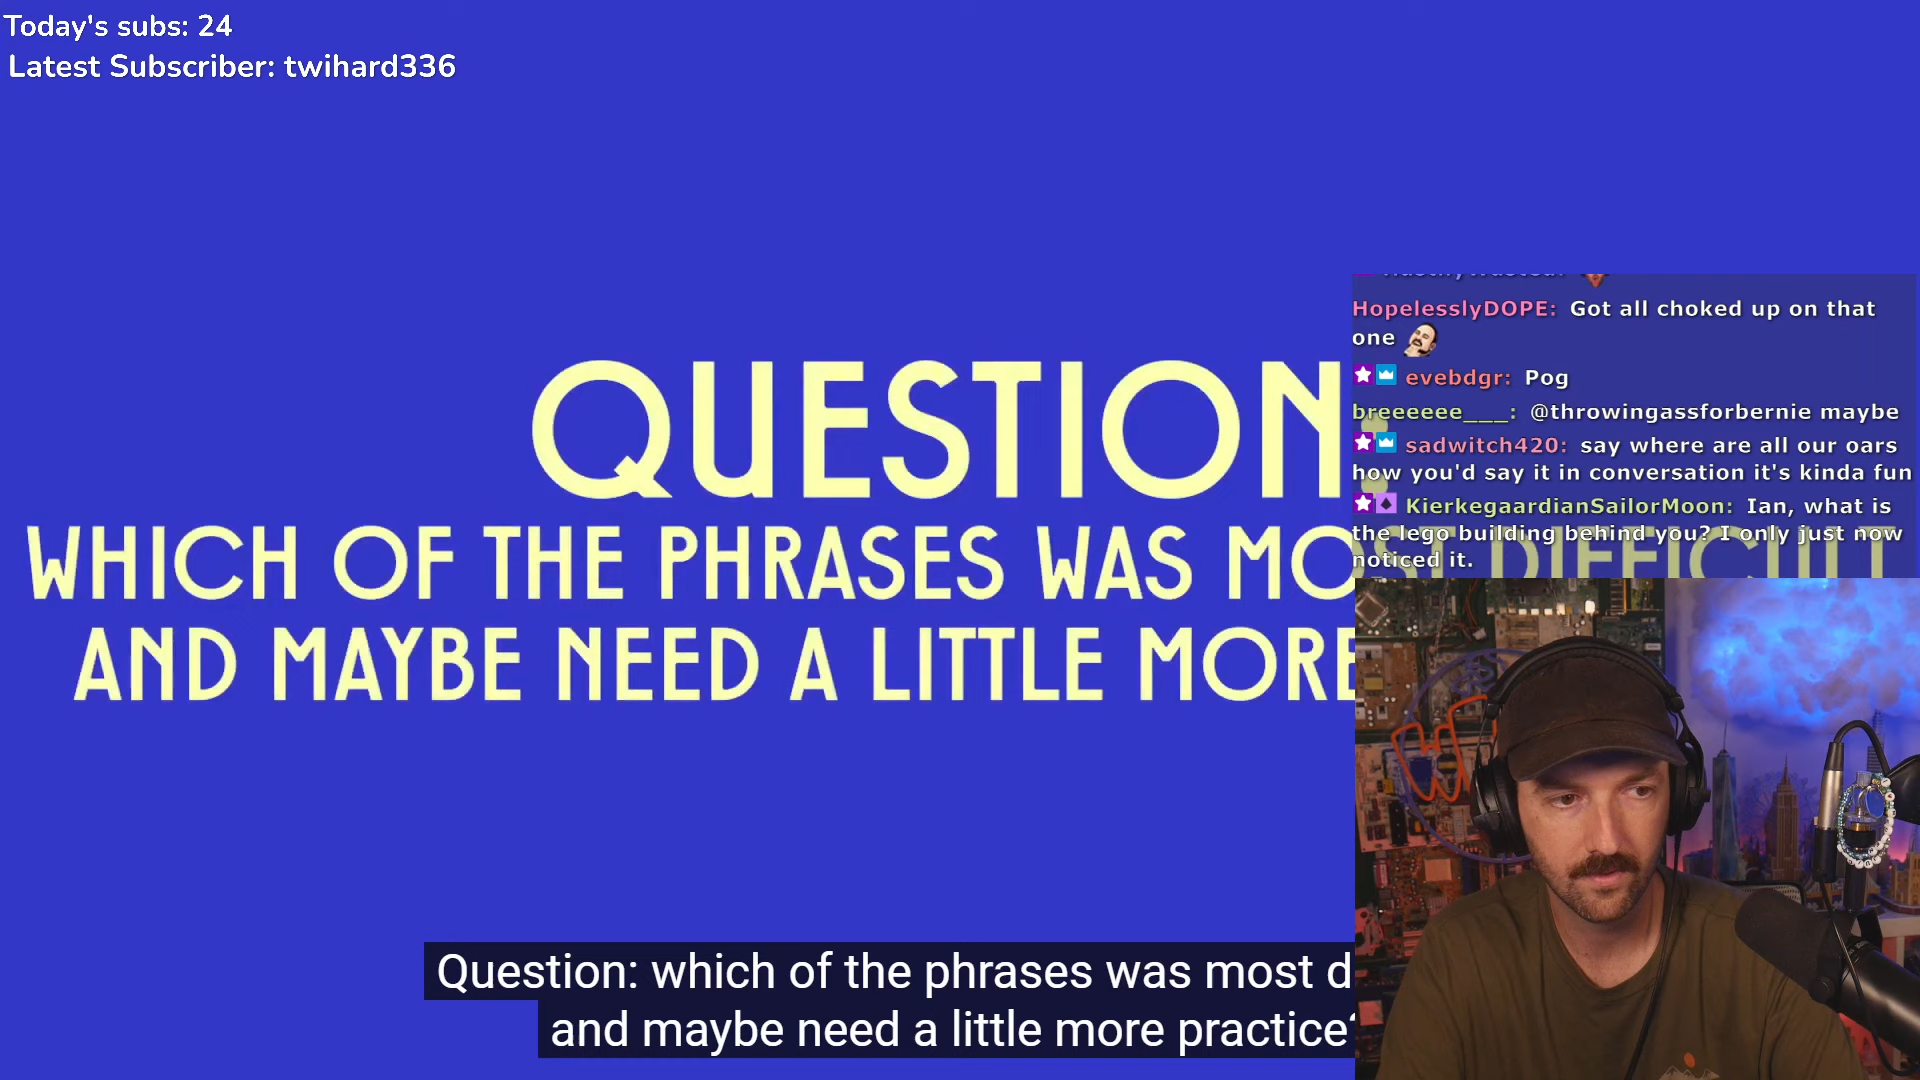 Today's subs: 24
Latest Subscriber: twihard336
QUESTION
WHICH OF THE PHRASES WAS MOST DIFFICULT
AND MAYBE NEED A LITTLE MORE
HopelesslyDOPE: Got all choked up on that
one
evebdgr: Pog
breeeeee___: @throwingassforbernie maybe
sadwitch420: say where are all our oars
how you'd say it in conversation it's kinda fun
KierkegaardianSailorMoon: Ian, what is
the lego building behind you? I only just now
noticed it.
Question: which of the phrases was most d
and maybe need a little more practice?